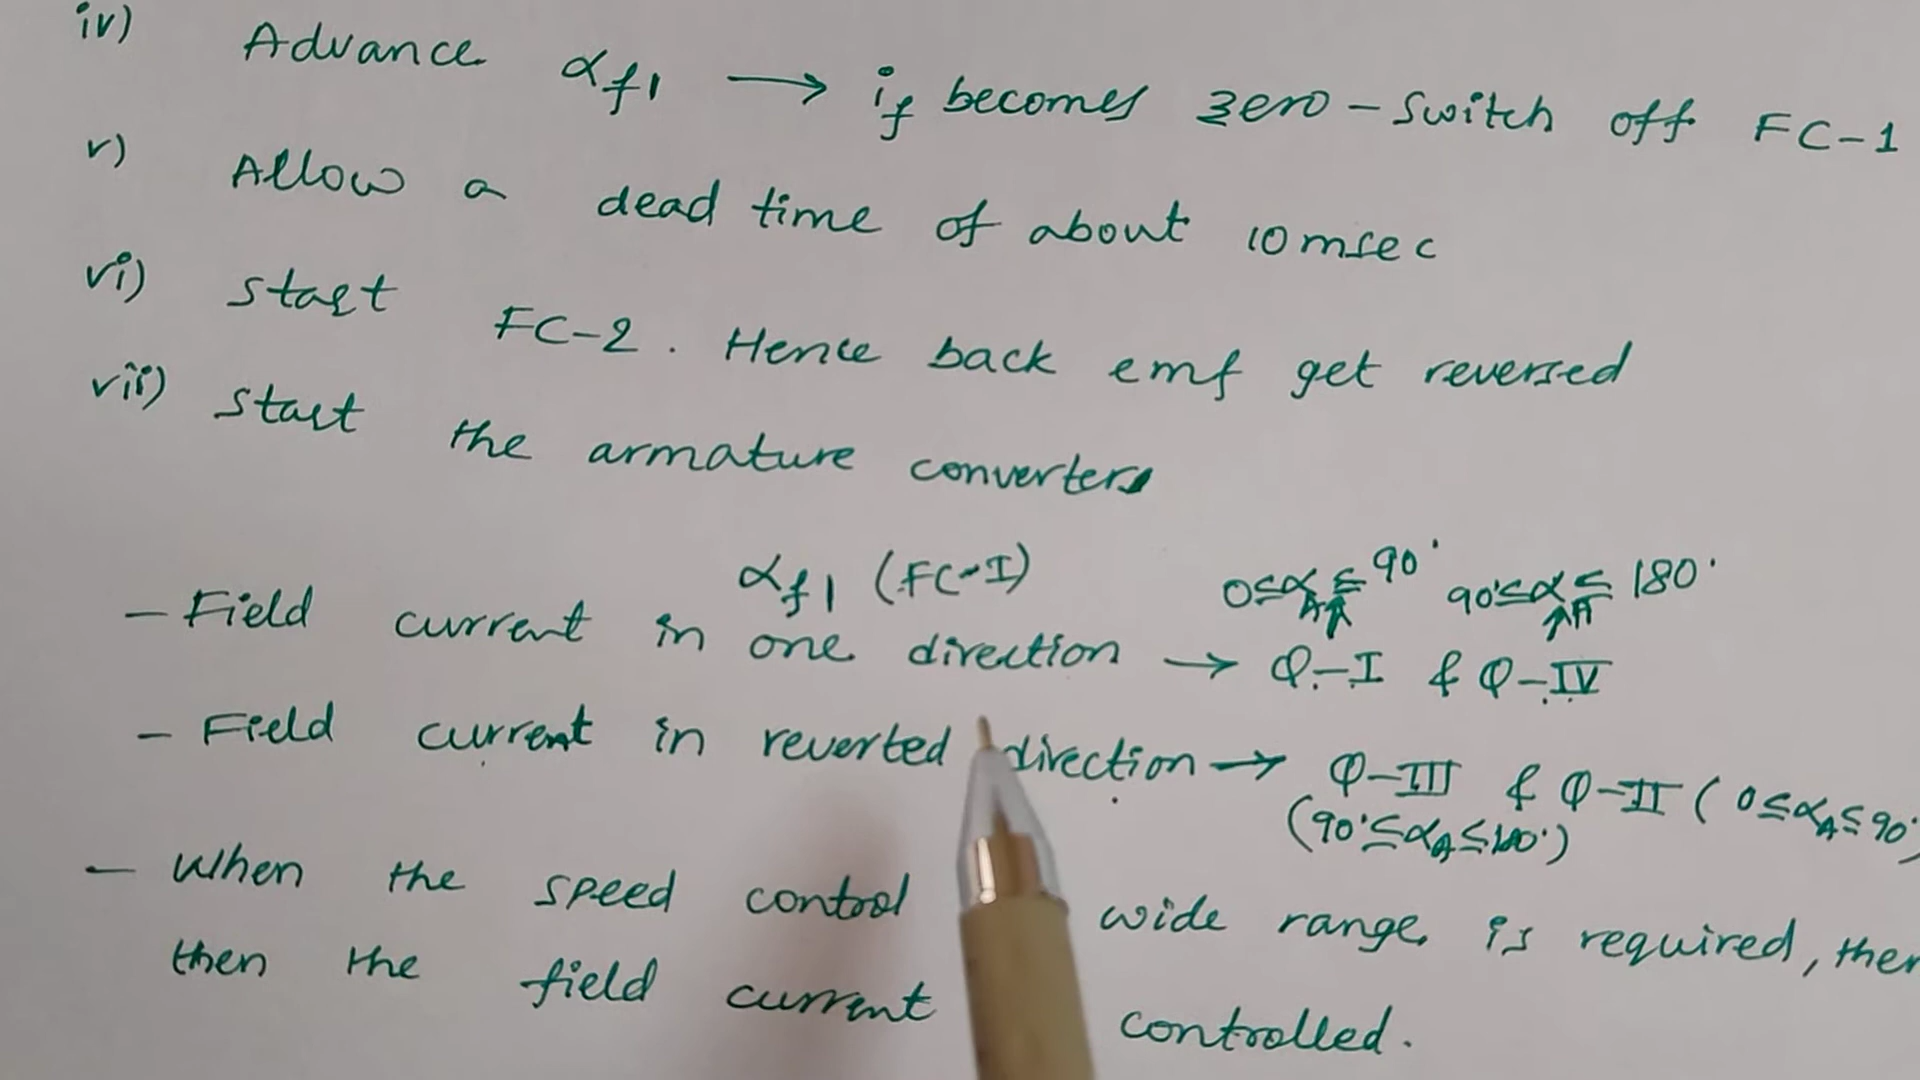 iv) Advance αf1 → if becomes zero - switch off FC-1
v) Allow a dead time of about 10 msec
vi) start FC-2. Hence back emf get reversed
vii) start the armature converters
αf1 (FC-I) 0≤αA≤90° 90°≤αA≤180°
- Field current in one direction → Q-I & Q-IV
- Field current in reverted direction → Q-III & Q-II (0≤αA≤90°)
(90°≤αA≤180°)
- When the speed control wide range is required, then
then the field current controlled.